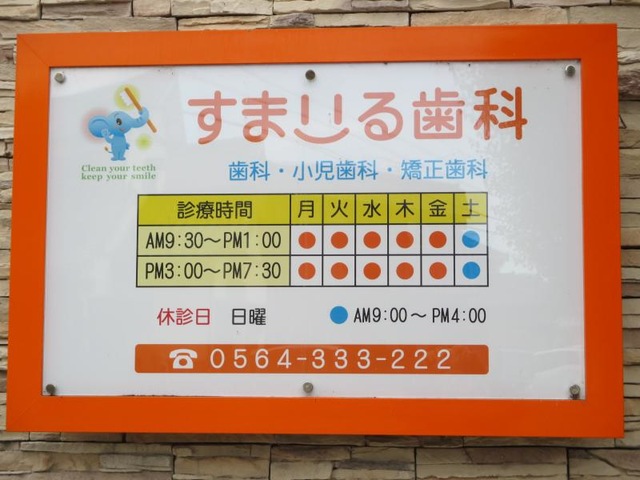 すまいる歯科
Clean your teeth
keep your smile
歯科・小児歯科・矯正歯科
診療時間 月 火 水 木 金 土
AM9:30～PM1:00 ● ● ● ● ● ●
PM3:00～PM7:30 ● ● ● ● ● ●
休診日 日曜 ●AM9:00～PM4:00
☎0564-333-222